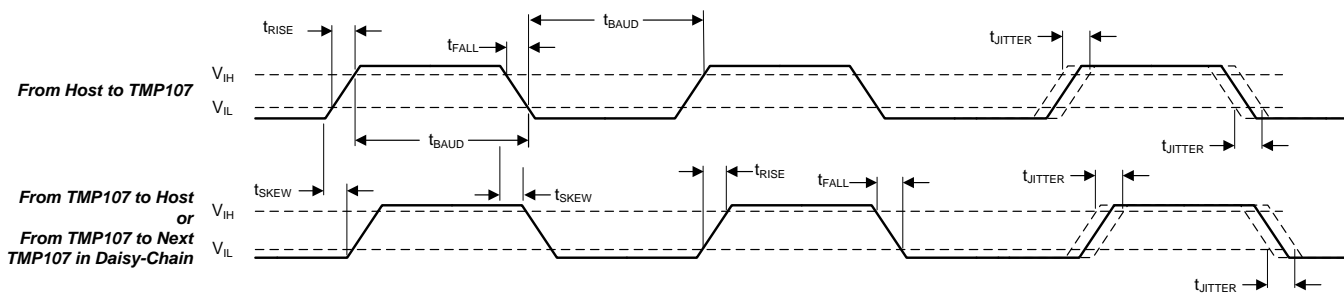 tRISE
tFALL
tBAUD
tJITTER
VIH
From Host to TMP107
VIL
tBAUD
tJITTER
tSKEW
tSKEW
tRISE
tFALL
tJITTER
From TMP107 to Host
or
From TMP107 to Next
TMP107 in Daisy-Chain
VIH
VIL
tJITTER